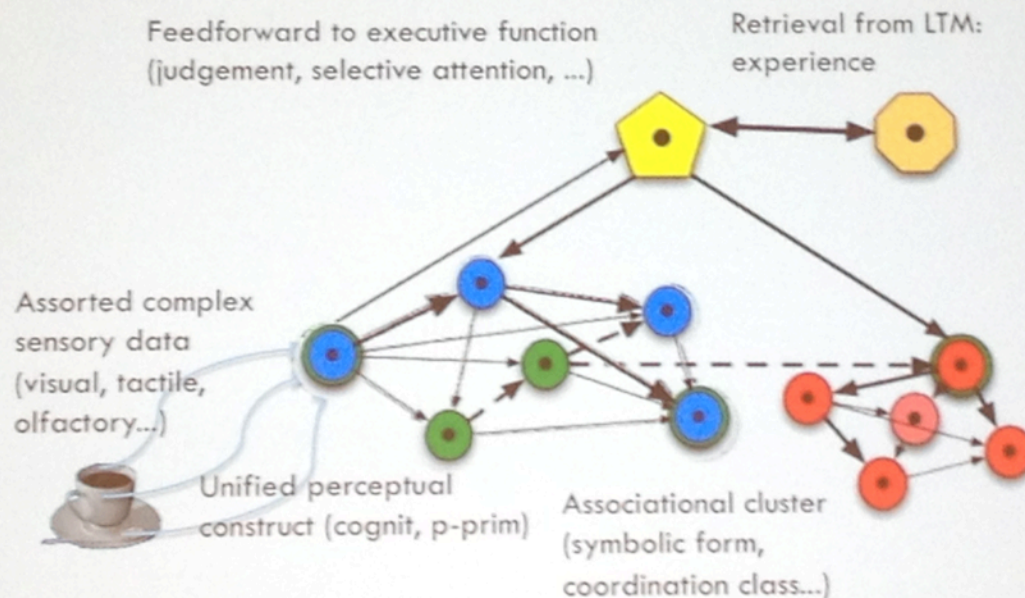 Feedforward to executive function
(judgement, selective attention, ...)
Retrieval from LTM:
experience
Assorted complex
sensory data
(visual, tactile,
olfactory...)
Unified perceptual
construct (cognit, p-prim)
Associational cluster
(symbolic form,
coordination class...)